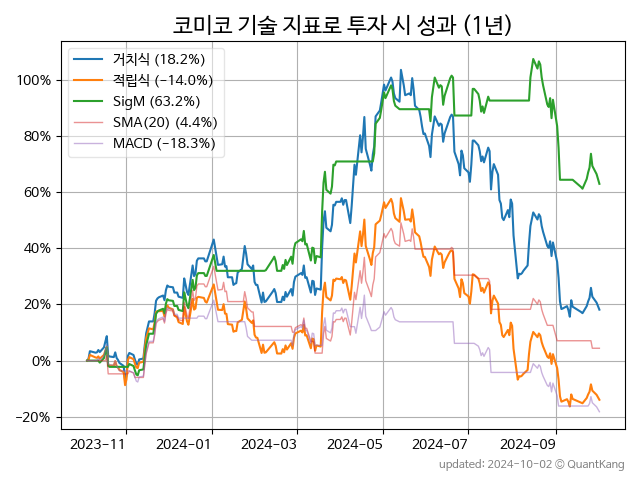 코미코 기술 지표로 투자 시 성과 (1년)
거치식 (18.2%)
적립식 (−14.0%)
SigM (63.2%)
SMA(20) (4.4%)
MACD (−18.3%)
100%
80%
60%
40%
20%
0%
−20%
2023-11
2024-01
2024-03
2024-05
2024-07
2024-09
updated: 2024-10-02 © QuantKang